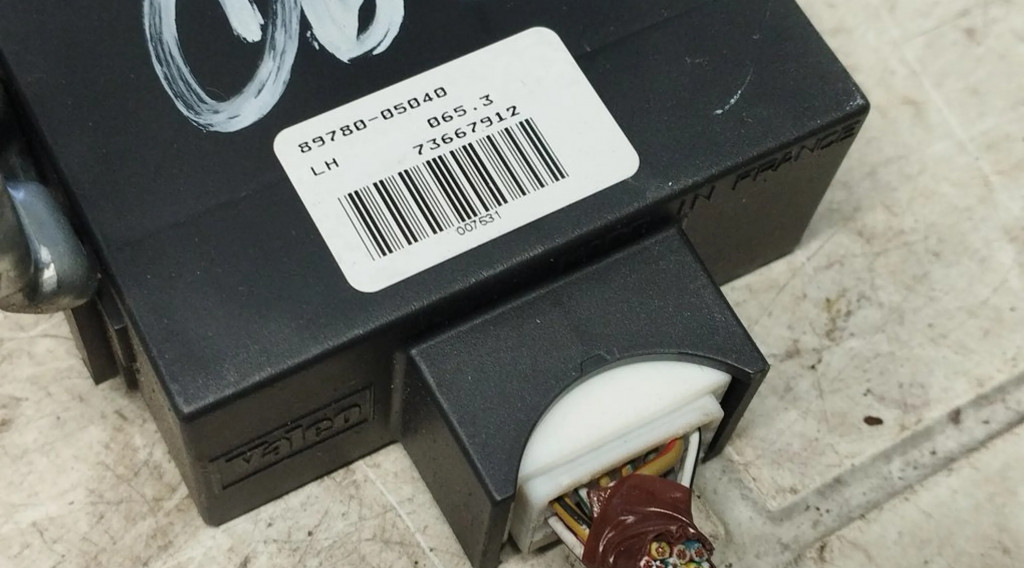 89780-05040
065.3
LH 73667912
007631
IN FRANCE
Valeo